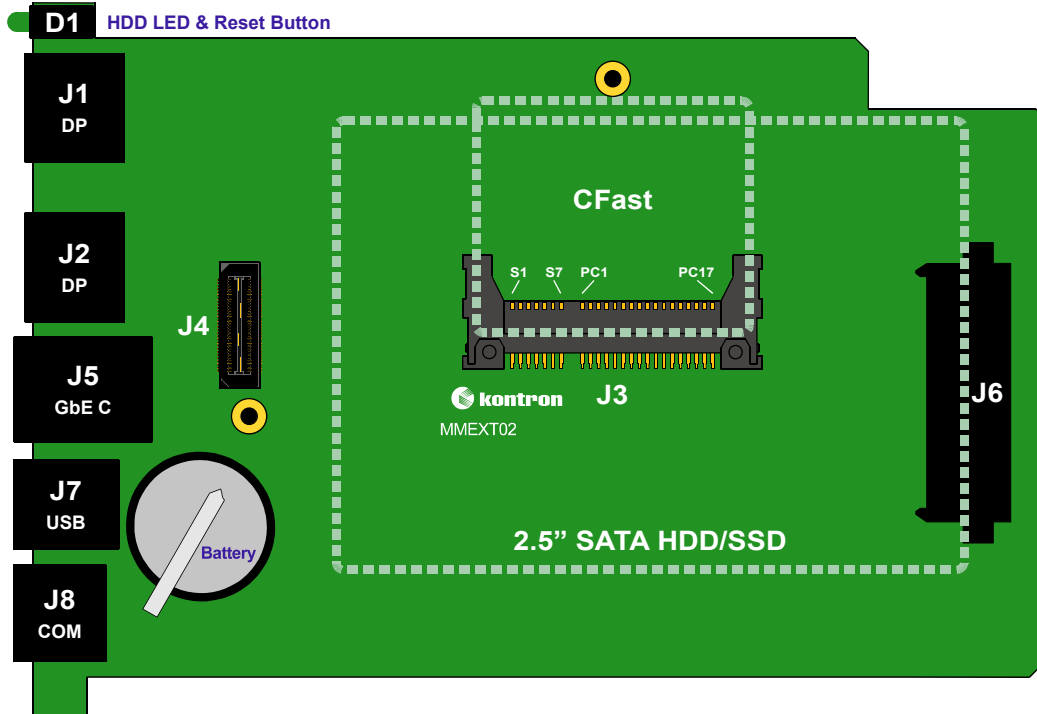 D1 HDD LED & Reset Button
J1
DP
CFast
J2
DP
S1 S7 PC1 PC17
J4
J5
GbE C
J3
J6
kontron
MMEXT02
J7
USB
2.5” SATA HDD/SSD
Battery
J8
COM